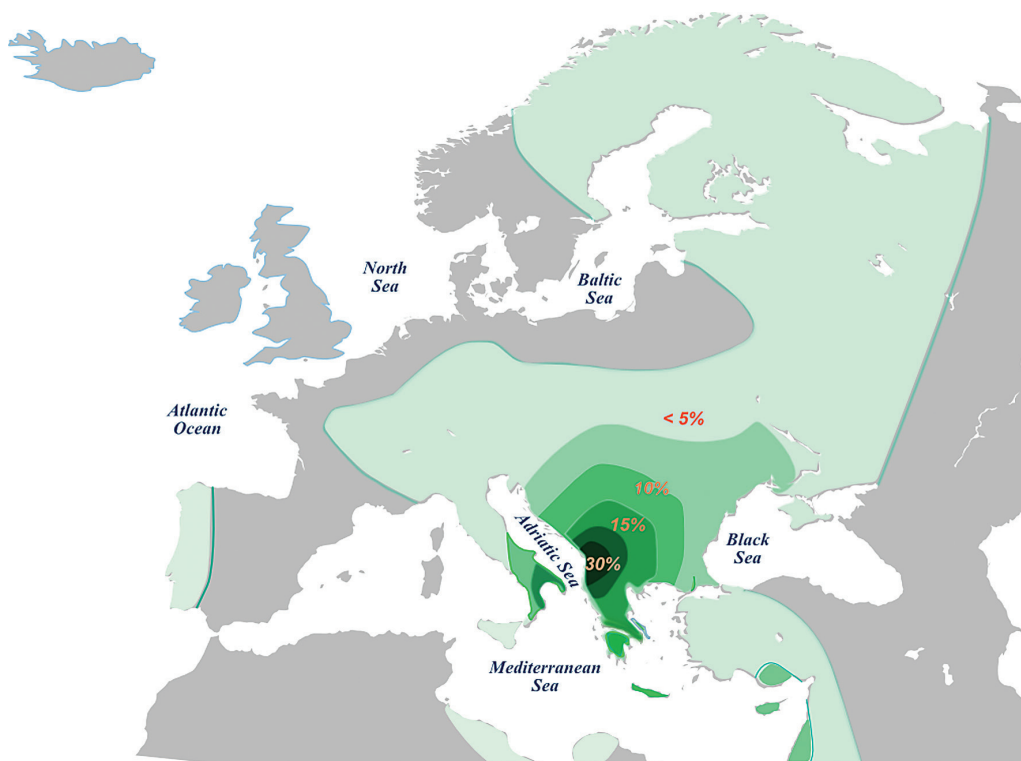 North
Sea
Baltic
Sea
Atlantic
Ocean
< 5%
10%
15%
Adriatic Sea
Black
Sea
30%
Mediterranean
Sea